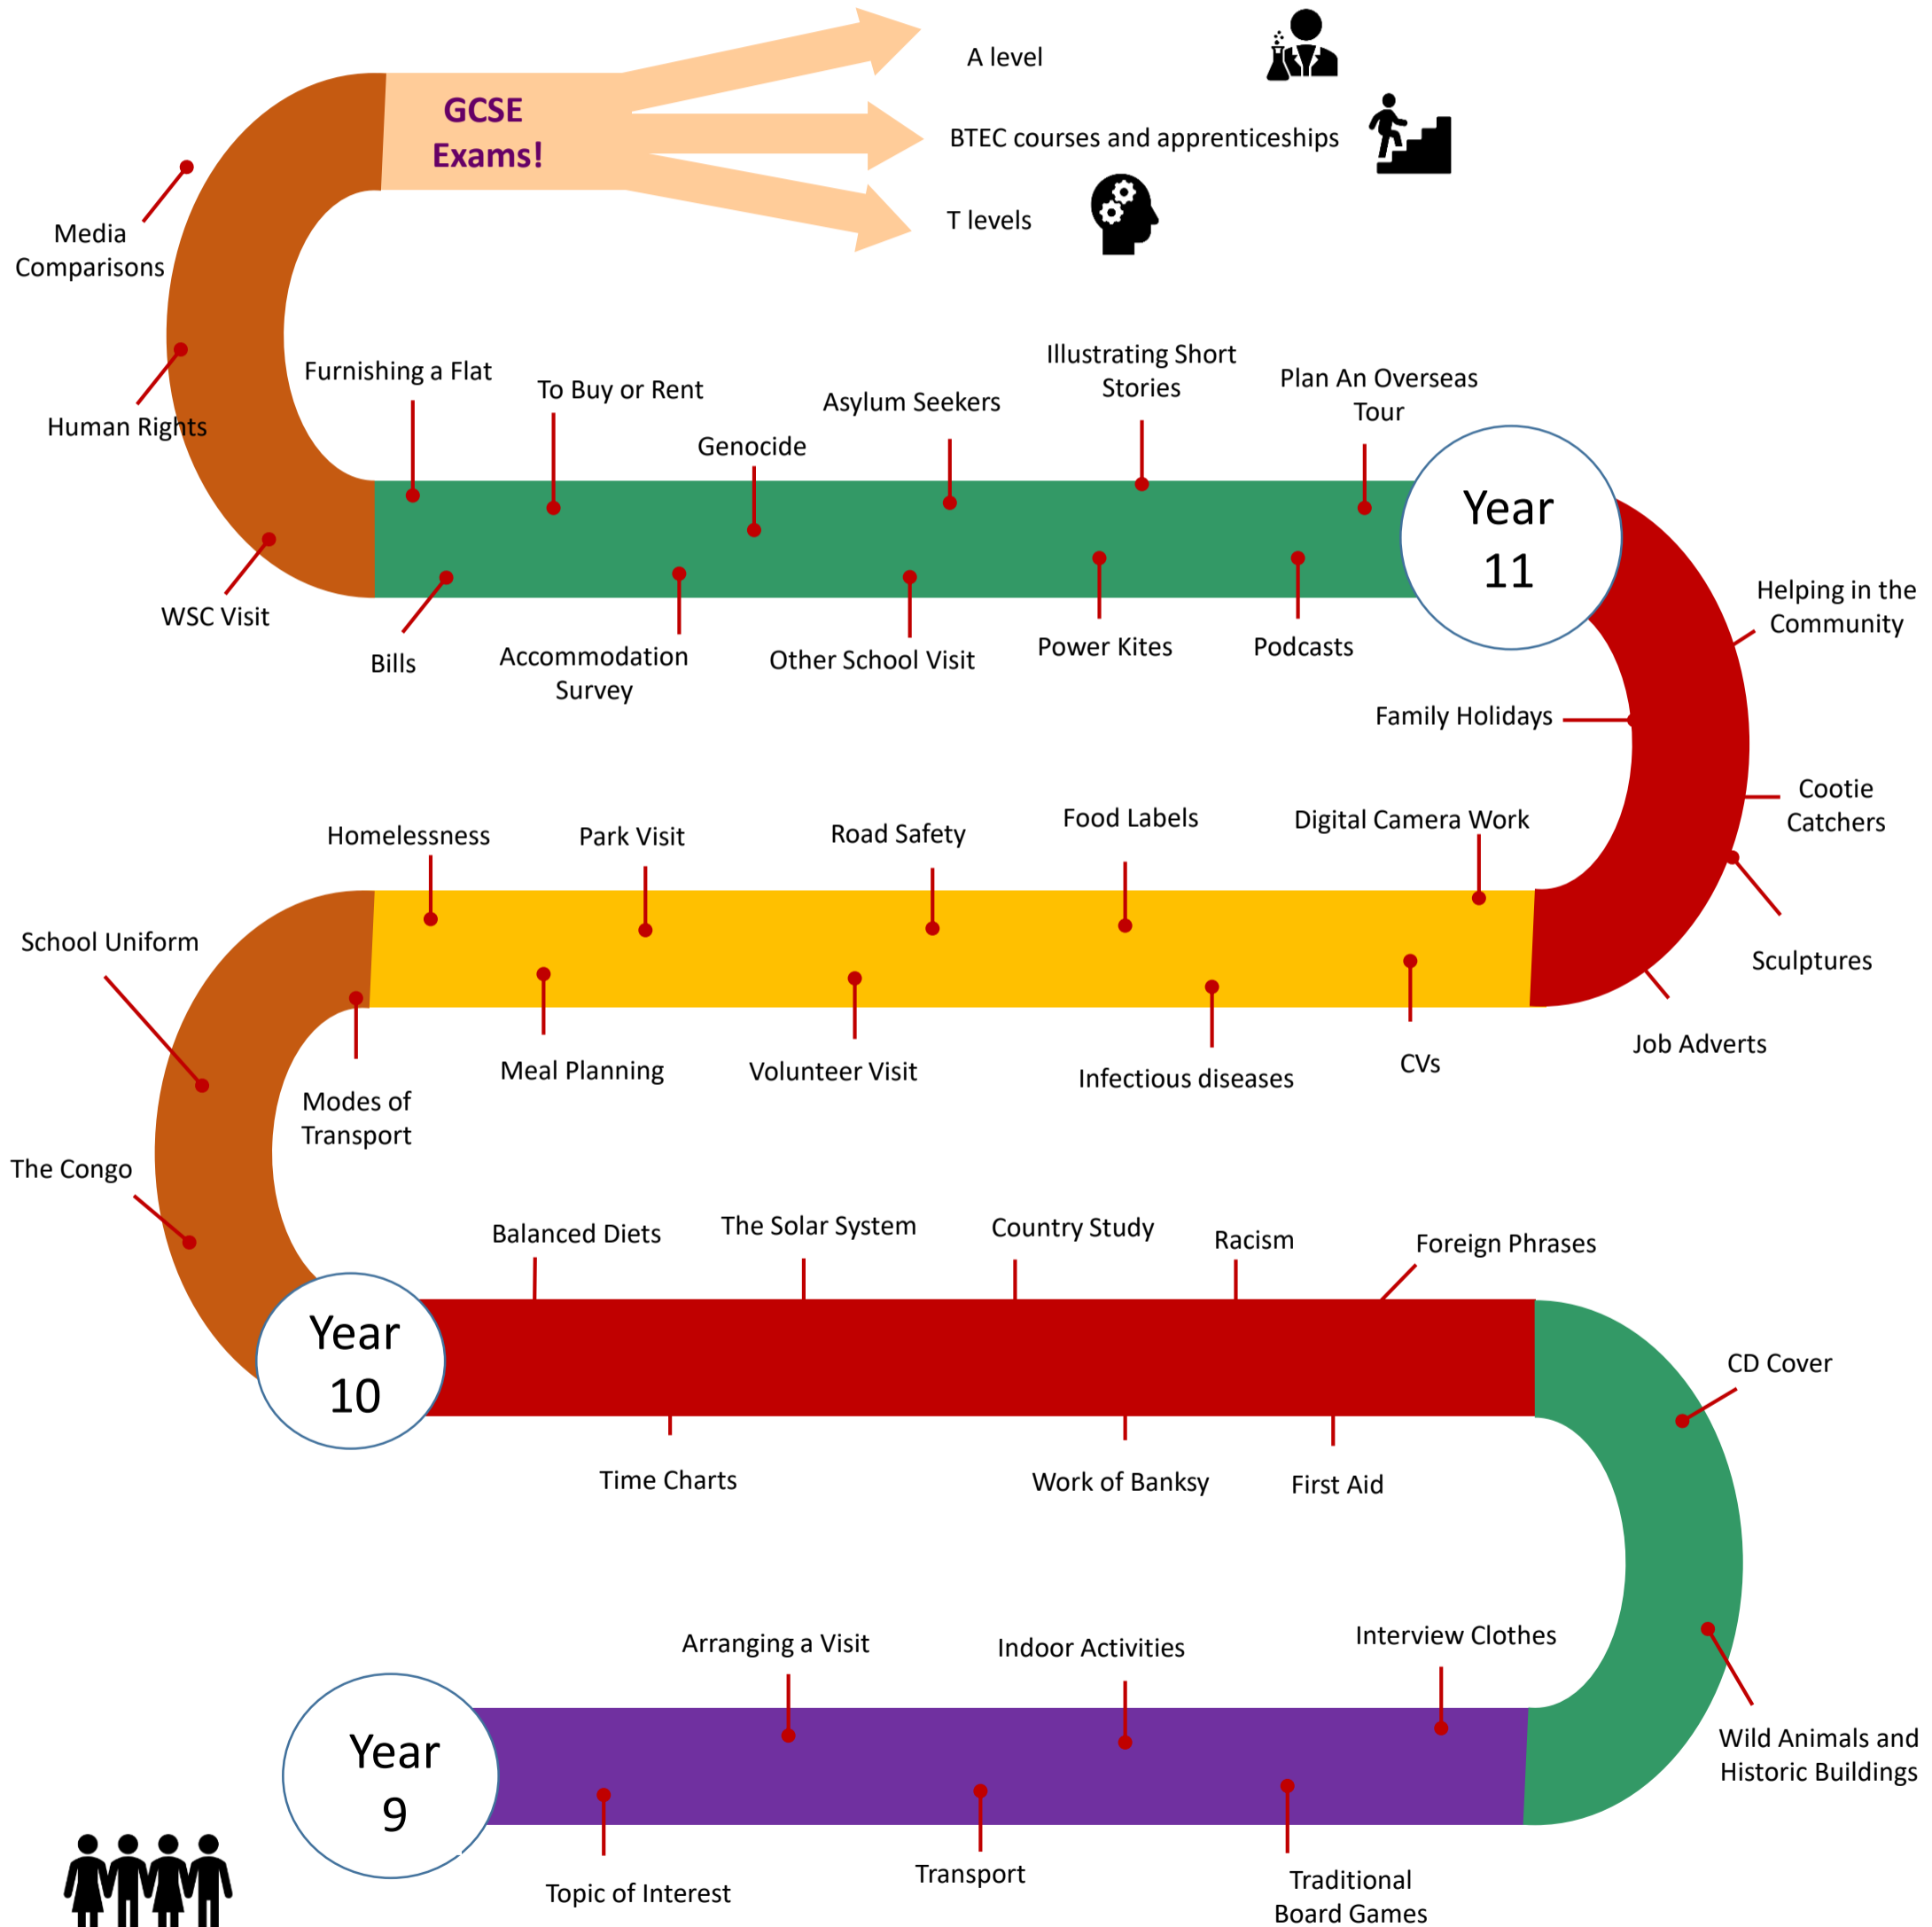 A level
GCSE
Exams!
BTEC courses and apprenticeships
T levels
Media
Comparisons
Human Rights
WSC Visit
Furnishing a Flat
To Buy or Rent
Genocide
Asylum Seekers
Illustrating Short
Stories
Plan An Overseas
Tour
Year
11
Bills
Accommodation
Survey
Other School Visit
Power Kites
Podcasts
Helping in the
Community
Family Holidays
Cootie
Catchers
Sculptures
Job Adverts
Homelessness
Park Visit
Road Safety
Food Labels
Digital Camera Work
School Uniform
Modes of
Transport
Meal Planning
Volunteer Visit
Infectious diseases
CVs
The Congo
Balanced Diets
The Solar System
Country Study
Racism
Foreign Phrases
Year
10
Time Charts
Work of Banksy
First Aid
CD Cover
Wild Animals and
Historic Buildings
Arranging a Visit
Indoor Activities
Interview Clothes
Year
9
Topic of Interest
Transport
Traditional
Board Games